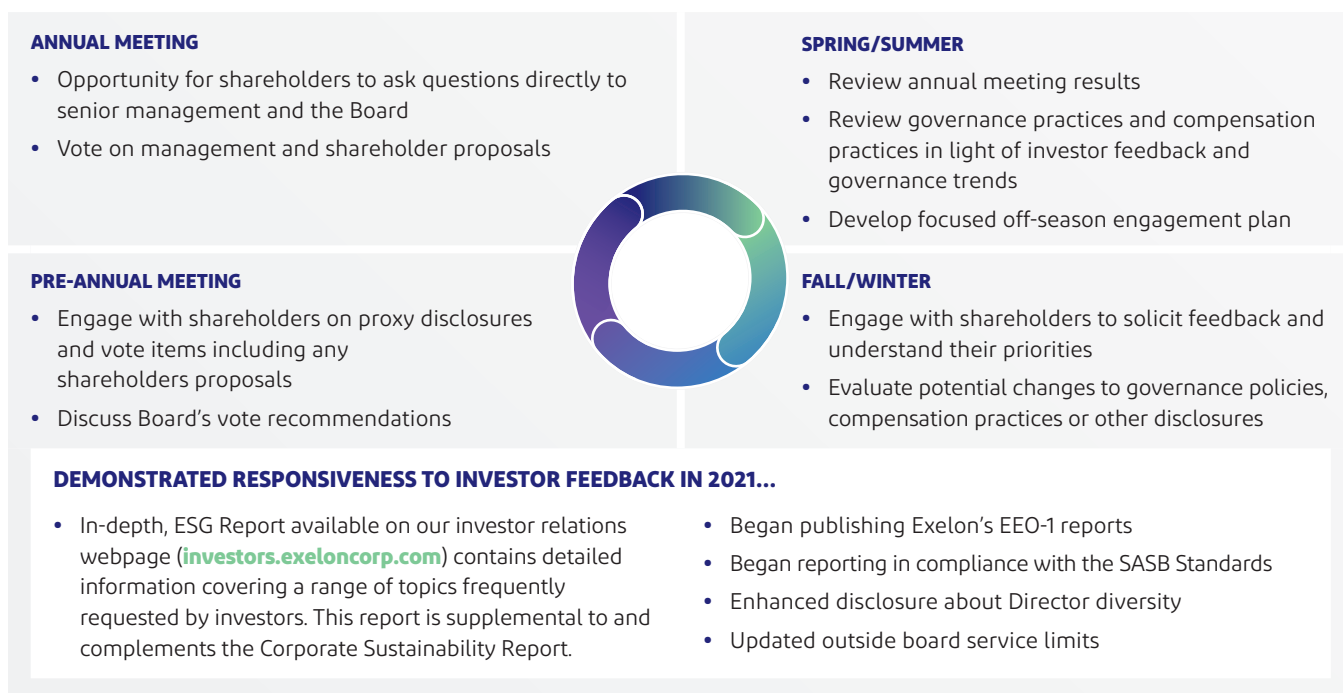 ANNUAL MEETING
• Opportunity for shareholders to ask questions directly to
senior management and the Board
• Vote on management and shareholder proposals
SPRING/SUMMER
• Review annual meeting results
• Review governance practices and compensation
practices in light of investor feedback and
governance trends
• Develop focused off-season engagement plan
PRE-ANNUAL MEETING
• Engage with shareholders on proxy disclosures
and vote items including any
shareholders proposals
• Discuss Board’s vote recommendations
FALL/WINTER
• Engage with shareholders to solicit feedback and
understand their priorities
• Evaluate potential changes to governance policies,
compensation practices or other disclosures
DEMONSTRATED RESPONSIVENESS TO INVESTOR FEEDBACK IN 2021…
• In-depth, ESG Report available on our investor relations
webpage (investors.exeloncorp.com) contains detailed
information covering a range of topics frequently
requested by investors. This report is supplemental to and
complements the Corporate Sustainability Report.
• Began publishing Exelon’s EEO-1 reports
• Began reporting in compliance with the SASB Standards
• Enhanced disclosure about Director diversity
• Updated outside board service limits